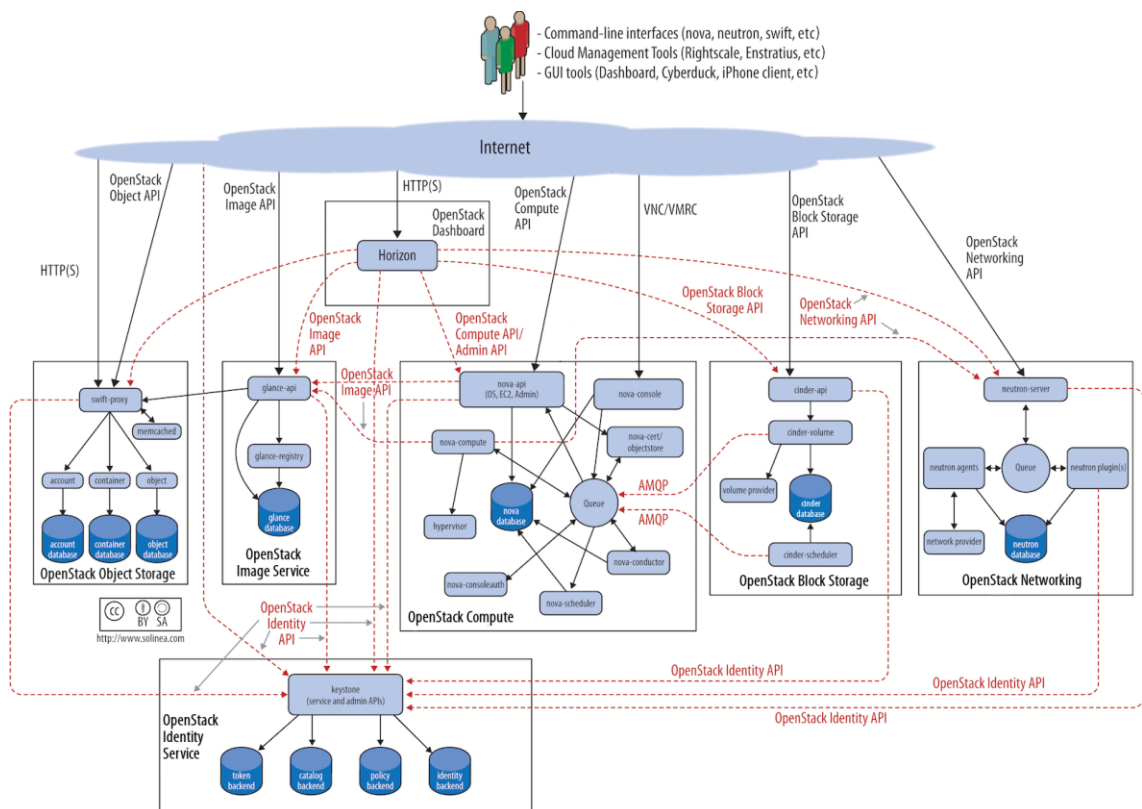 - Command-line interfaces (nova, neutron, swift, etc)
- Cloud Management Tools (Rightscale, Enstratius, etc)
- GUI tools (Dashboard, Cyberduck, iPhone client, etc)
Internet
OpenStack
Object API
OpenStack
Image API
HTTP(S)
OpenStack
Compute
API
VNC/VMRC
OpenStack
Block Storage
API
OpenStack
Networking
API
HTTP(S)
OpenStack
Dashboard
Horizon
OpenStack
Image
API
OpenStack
Compute API/
Admin API
OpenStack Block
Storage API
OpenStack
Networking API
OpenStack
Image API
swift-proxy
memcached
account
container
object
account
database
container
database
object
database
OpenStack Object Storage
glance-api
glance-registry
glance
database
OpenStack
Image Service
nova-api
(OS, EC2, Admin)
nova-console
nova-compute
nova-cert/
objectstore
hypervisor
nova
database
Queue
nova-consoleauth
nova-scheduler
nova-conductor
OpenStack Compute
AMQP
AMQP
cinder-api
cinder-volume
volume provider
cinder
database
cinder-scheduler
OpenStack Block Storage
neutron-server
neutron agents
Queue
neutron plugin(s)
network provider
neutron
database
OpenStack Networking
cc
BY SA
http://www.solinea.com
OpenStack
Identity
API
OpenStack Identity API
OpenStack Identity API
OpenStack Identity API
keystone
(service and admin APIs)
OpenStack
Identity
Service
token
backend
catalog
backend
policy
backend
identity
backend